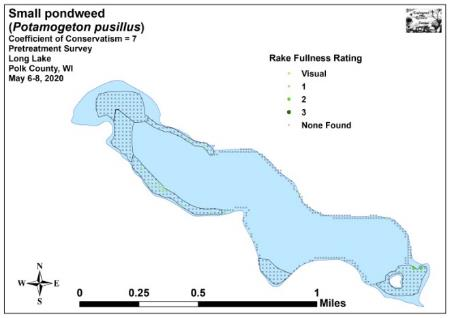 Small pondweed
(Potamogeton pusillus)
Coefficient of Conservatism = 7
Pretreatment Survey
Long Lake
Polk County, WI
May 6-8, 2020
Rake Fullness Rating
Visual
1
2
3
None Found
N
W E
S
0 0.25 0.5 1
Miles